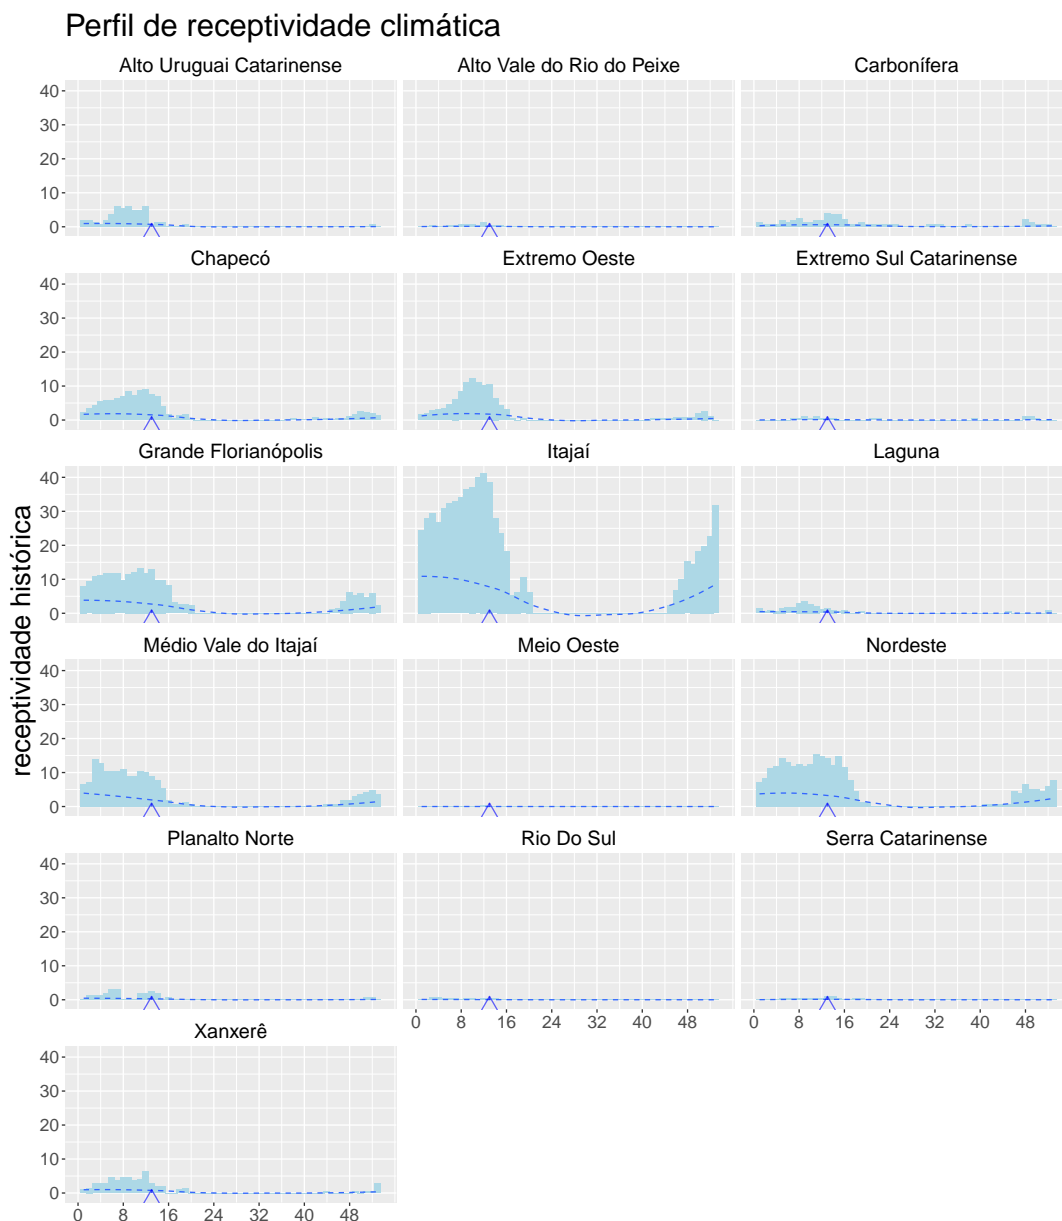 Perfil de receptividade climática
Alto Uruguai Catarinense
Alto Vale do Rio do Peixe
Carbonífera
40
30
20
10
0
Chapecó
Extremo Oeste
Extremo Sul Catarinense
40
30
20
10
0
Grande Florianópolis
Itajaí
Laguna
40
30
20
10
0
receptividade histórica
Médio Vale do Itajaí
Meio Oeste
Nordeste
40
30
20
10
0
Planalto Norte
Rio Do Sul
Serra Catarinense
40
30
20
10
0
0 8 16 24 32 40 48
0 8 16 24 32 40 48
Xanxerê
40
30
20
10
0
0 8 16 24 32 40 48